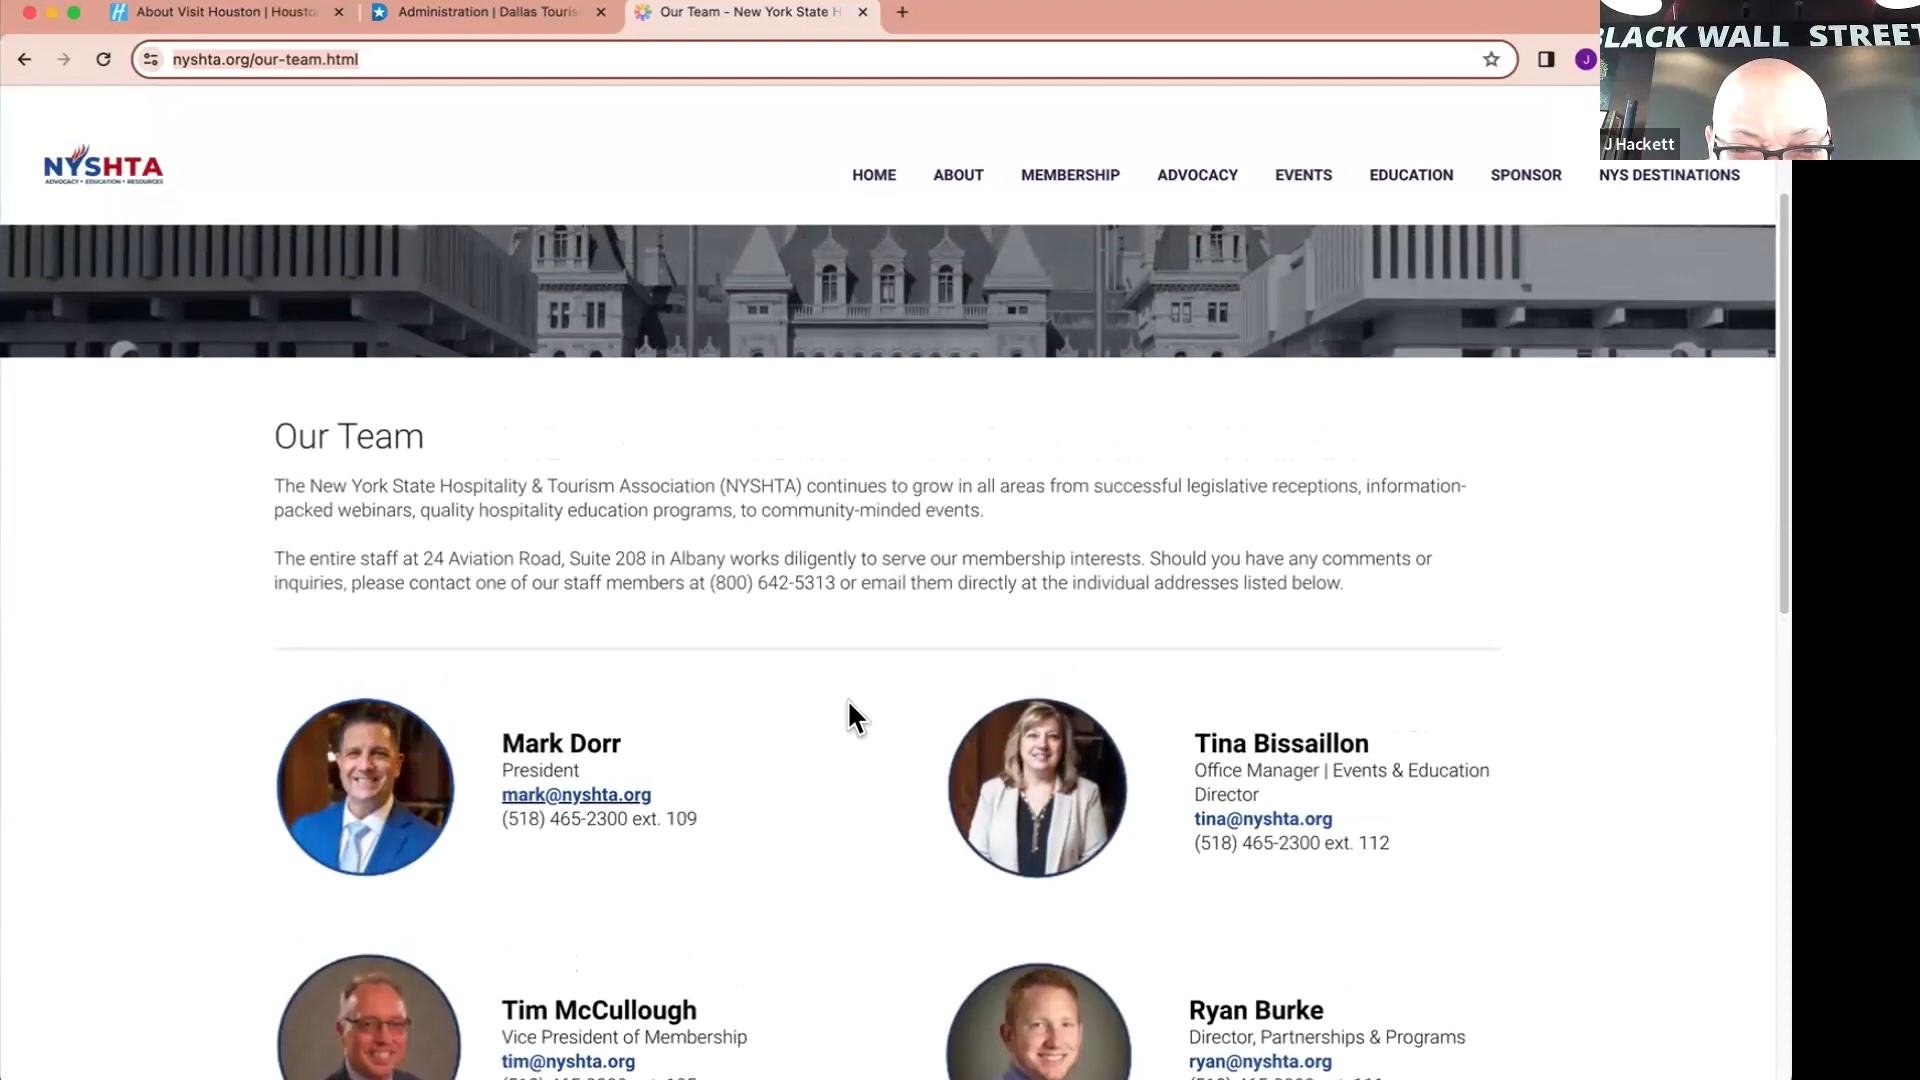 About Visit Houston | Housto
Administration | Dallas Touris
Our Team - New York State H
nyshta.org/our-team.html
J
BLACK WALL STREET
J Hackett
NYSHTA
ADVOCACY • EDUCATION • RESOURCES
HOME ABOUT MEMBERSHIP ADVOCACY EVENTS EDUCATION SPONSOR NYS DESTINATIONS
Our Team
The New York State Hospitality & Tourism Association (NYSHTA) continues to grow in all areas from successful legislative receptions, information-
packed webinars, quality hospitality education programs, to community-minded events.
The entire staff at 24 Aviation Road, Suite 208 in Albany works diligently to serve our membership interests. Should you have any comments or
inquiries, please contact one of our staff members at (800) 642-5313 or email them directly at the individual addresses listed below.
Mark Dorr
President
mark@nyshta.org
(518) 465-2300 ext. 109
Tina Bissaillon
Office Manager | Events & Education
Director
tina@nyshta.org
(518) 465-2300 ext. 112
Tim McCullough
Vice President of Membership
tim@nyshta.org
Ryan Burke
Director, Partnerships & Programs
ryan@nyshta.org